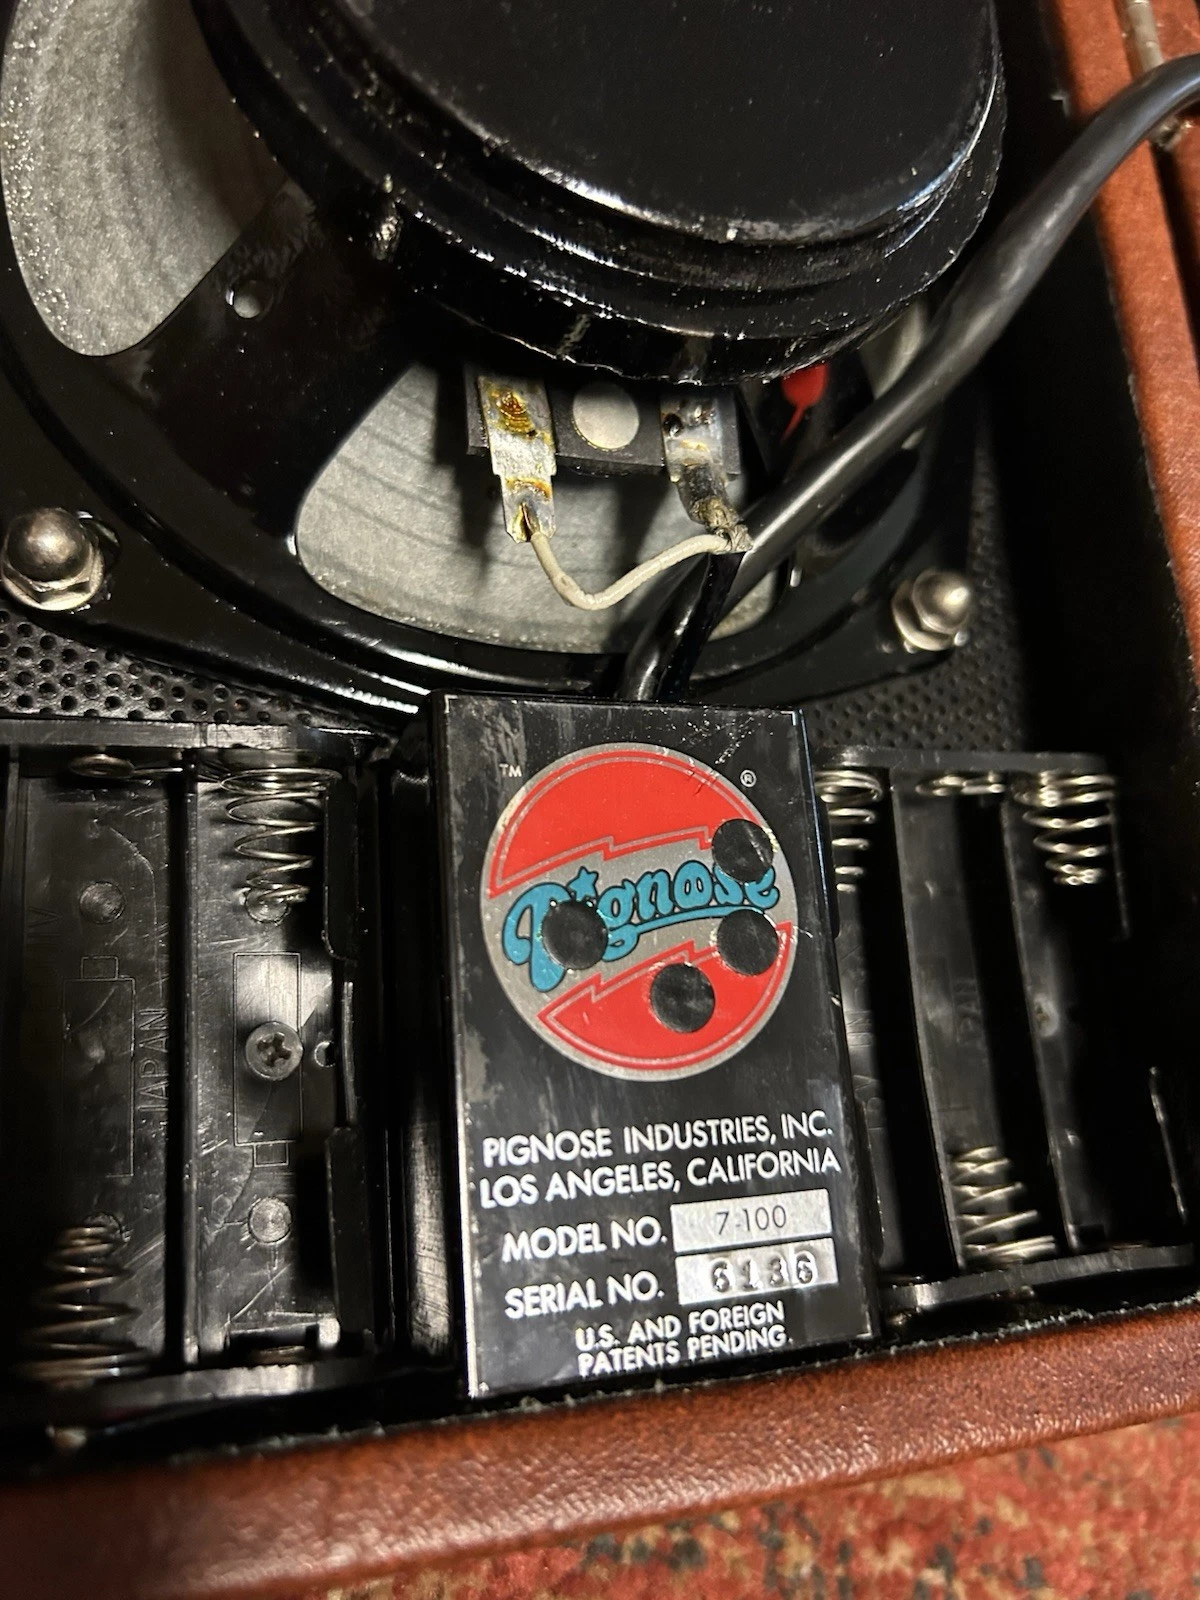 TM
®
Pignose
PIGNOSE INDUSTRIES, INC.
LOS ANGELES, CALIFORNIA
MODEL NO. 7-100
SERIAL NO. 6136
U.S. AND FOREIGN
PATENTS PENDING.
JAPAN